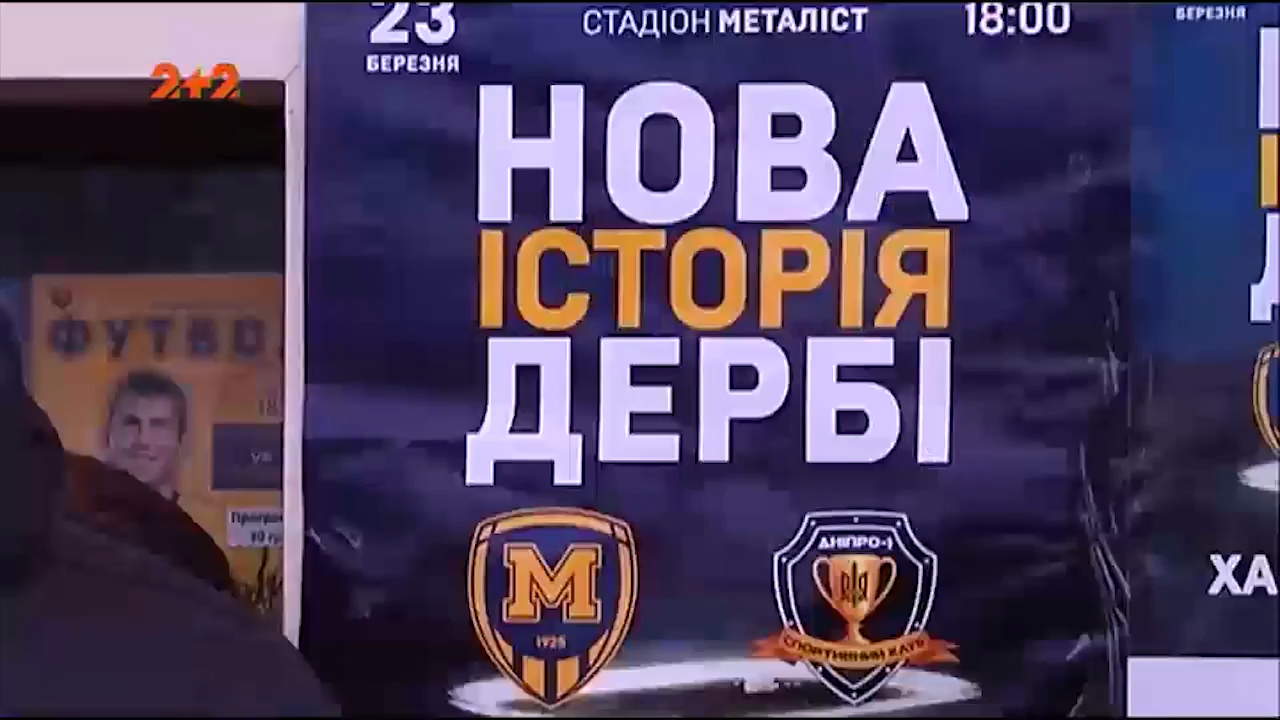 23
БЕРЕЗНЯ
СТАДІОН МЕТАЛІСТ
18:00
НОВА
ІСТОРІЯ
ДЕРБІ
M
1925
ДНІПРО-1
СПОРТИВНИЙ КЛУБ
2+2
ФУТБО
БЕРЕЗНЯ
ХА